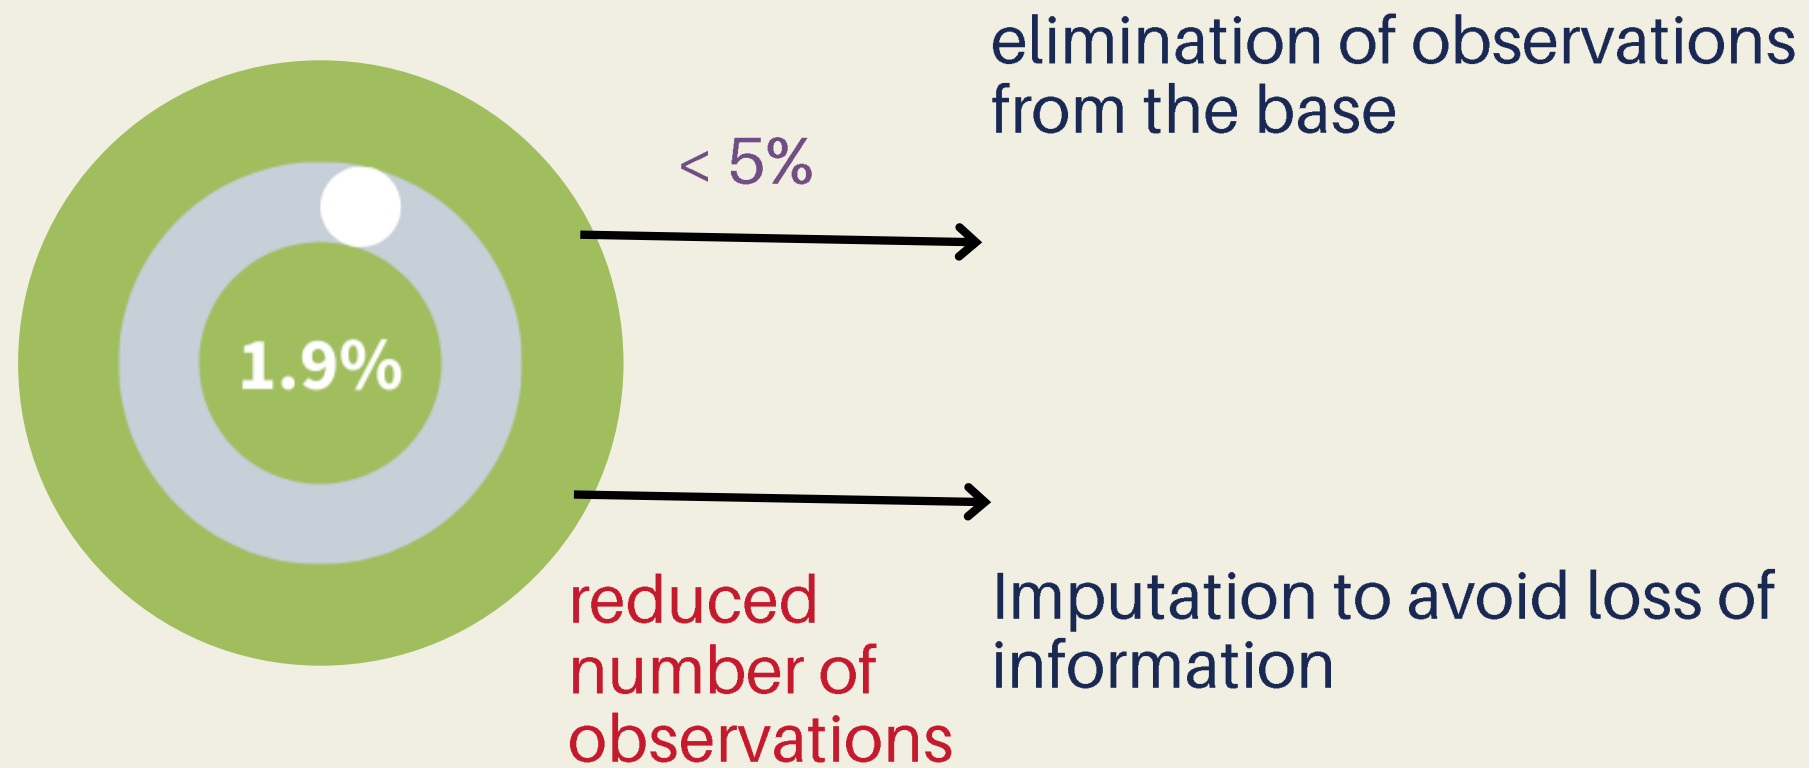 elimination of observations
from the base
< 5%
1.9%
reduced
number of
observations
Imputation to avoid loss of
information